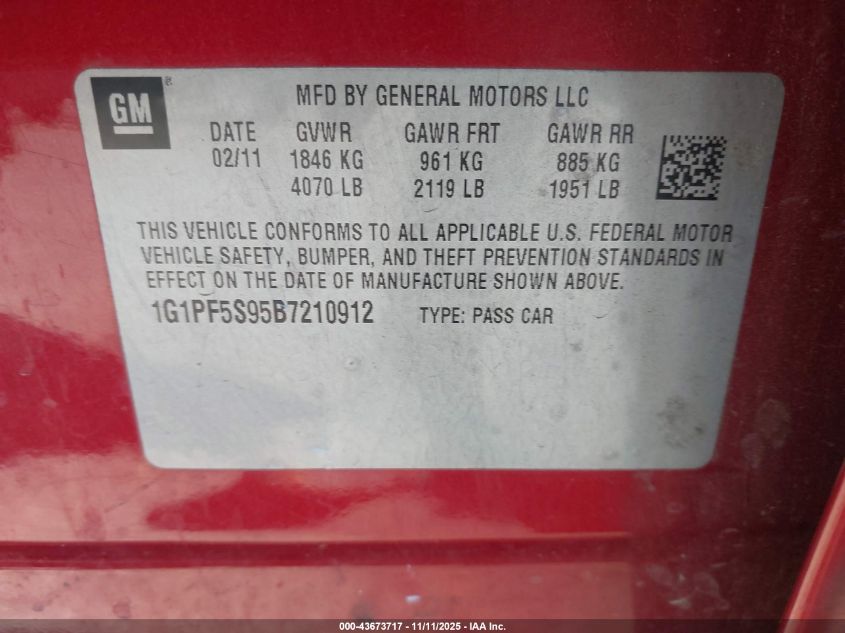 GM ®
MFD BY GENERAL MOTORS LLC
DATE GVWR GAWR FRT GAWR RR
02/11 1846 KG 961 KG 885 KG
4070 LB 2119 LB 1951 LB
THIS VEHICLE CONFORMS TO ALL APPLICABLE U.S. FEDERAL MOTOR
VEHICLE SAFETY, BUMPER, AND THEFT PREVENTION STANDARDS IN
EFFECT ON THE DATE OF MANUFACTURE SHOWN ABOVE.
1G1PF5S95B7210912 TYPE: PASS CAR
000-43673717 - 11/11/2025 - IAA Inc.